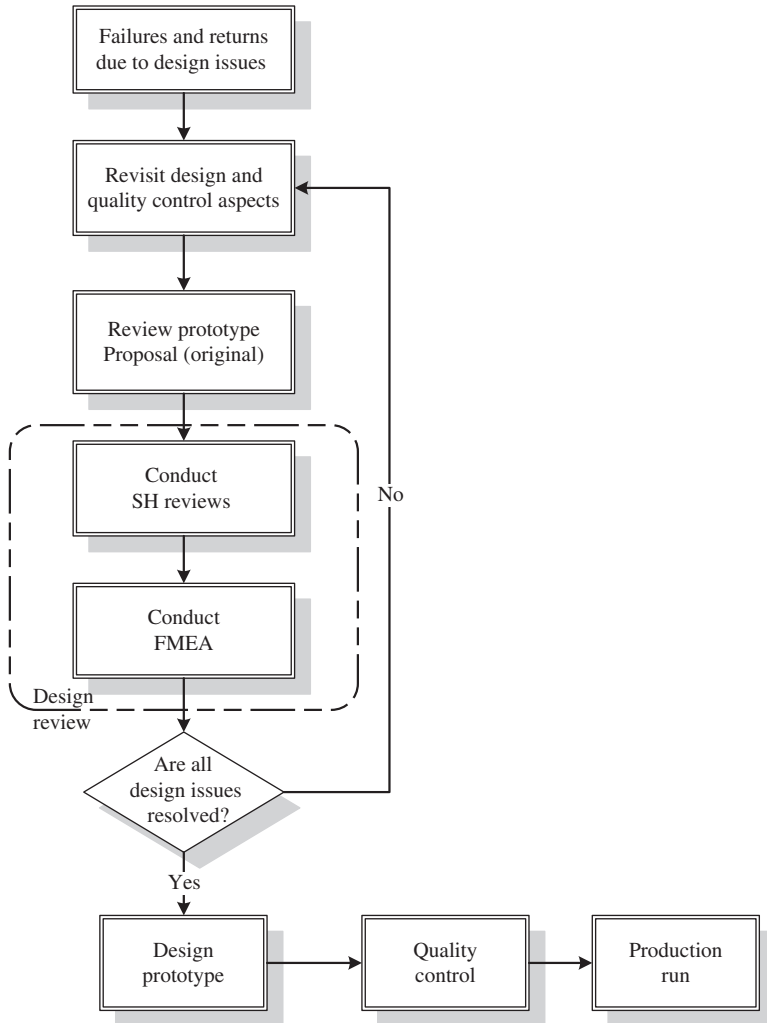 Failures and returns
due to design issues
Revisit design and
quality control aspects
Review prototype
Proposal (original)
Conduct
SH reviews
No
Conduct
FMEA
Design
review
Are all
design issues
resolved?
Yes
Design
prototype
Quality
control
Production
run